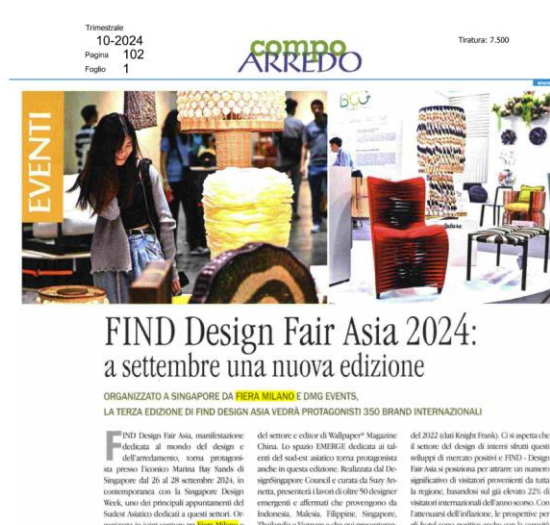 Trimestrale
10-2024
Pagina 102
Foglio 1
compo
ARREDO
Tiratura: 7.500
EVENTI
FIND Design Fair Asia 2024:
a settembre una nuova edizione
ORGANIZZATO A SINGAPORE DA FIERA MILANO E DMG EVENTS,
LA TERZA EDIZIONE DI FIND DESIGN ASIA VEDRÀ PROTAGONISTI 350 BRAND INTERNAZIONALI
FIND Design Fair Asia, manifestazione
dedicata al mondo del design e
dell'arredamento, torna protagoni-
sta presso l'iconico Marina Bay Sands di
Singapore dal 26 al 28 settembre 2024, in
contemporanea con la Singapore Design
Week, uno dei principali appuntamenti del
Sudest Asiatico dedicati a questi settori. Or-
del settore e editor di Wallpaper* Magazine
China. Lo spazio EMERGE dedicata ai tal-
enti del sud-est asiatico torna protagonista
anche in questa edizione. Realizzata dal De-
signSingapore Council e curata da Suzy An-
netta, presenterà i lavori di oltre 50 designer
emergenti e affermati che provengono da
Indonesia, Malesia, Filippine, Singapore,
del 2022 (dati Knight Frank). Ci si aspetta che
il settore del design di interni sfrutti questi
sviluppi di mercato positivi e FIND - Design
Fair Asia si posiziona per attrarre un numero
significativo di visitatori provenienti da tutta
la regione, basandosi sul già elevato 22% di
visitatori internazionali dell'anno scorso. Con
l'attenuarsi dell'inflazione, le prospettive per